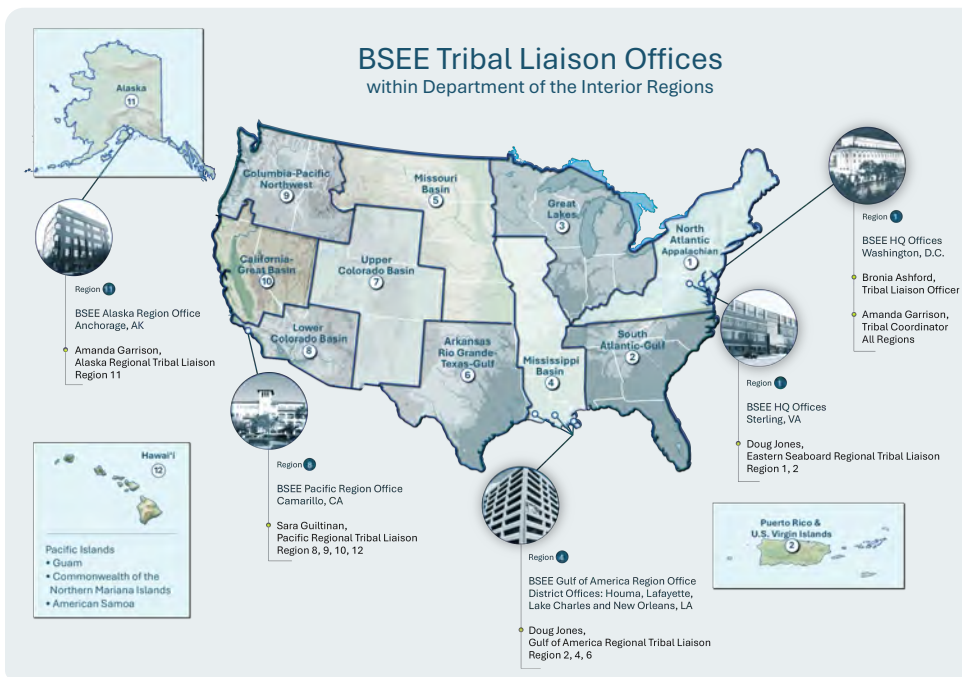 BSEE Tribal Liaison Offices
within Department of the Interior Regions
Alaska
11
Region 11
BSEE Alaska Region Office
Anchorage, AK
Amanda Garrison,
Alaska Regional Tribal Liaison
Region 11
Columbia-Pacific
Northwest
9
Missouri
Basin
5
Great
Lakes
3
North
Atlantic
Appalachian
1
California-
Great Basin
10
Upper
Colorado Basin
7
Lower
Colorado Basin
8
Arkansas
Rio Grande-
Texas-Gulf
6
Mississippi
Basin
4
South
Atlantic-Gulf
2
Region 1
BSEE HQ Offices
Washington, D.C.
Bronia Ashford,
Tribal Liaison Officer
Amanda Garrison,
Tribal Coordinator
All Regions
Region 1
BSEE HQ Offices
Sterling, VA
Doug Jones,
Eastern Seaboard Regional Tribal Liaison
Region 1, 2
Region 8
BSEE Pacific Region Office
Camarillo, CA
Sara Guiltinan,
Pacific Regional Tribal Liaison
Region 8, 9, 10, 12
Region 4
BSEE Gulf of America Region Office
District Offices: Houma, Lafayette,
Lake Charles and New Orleans, LA
Doug Jones,
Gulf of America Regional Tribal Liaison
Region 2, 4, 6
Hawai'i
12
Pacific Islands
• Guam
• Commonwealth of the
Northern Mariana Islands
• American Samoa
Puerto Rico &
U.S. Virgin Islands
2